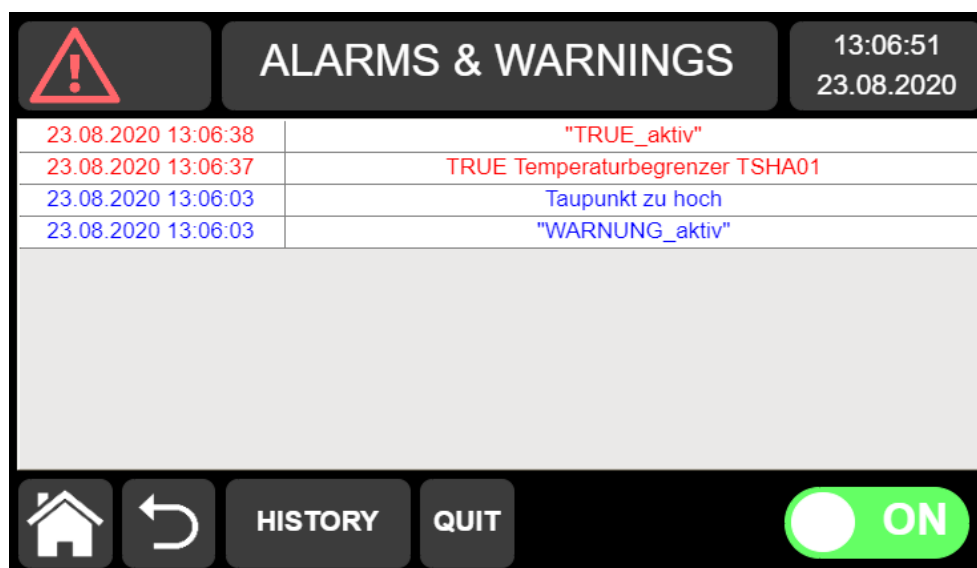 ALARMS & WARNINGS
13:06:51
23.08.2020
23.08.2020 13:06:38 "TRUE_aktiv"
23.08.2020 13:06:37 TRUE Temperaturbegrenzer TSHA01
23.08.2020 13:06:03 Taupunkt zu hoch
23.08.2020 13:06:03 "WARNUNG_aktiv"
HISTORY QUIT ON